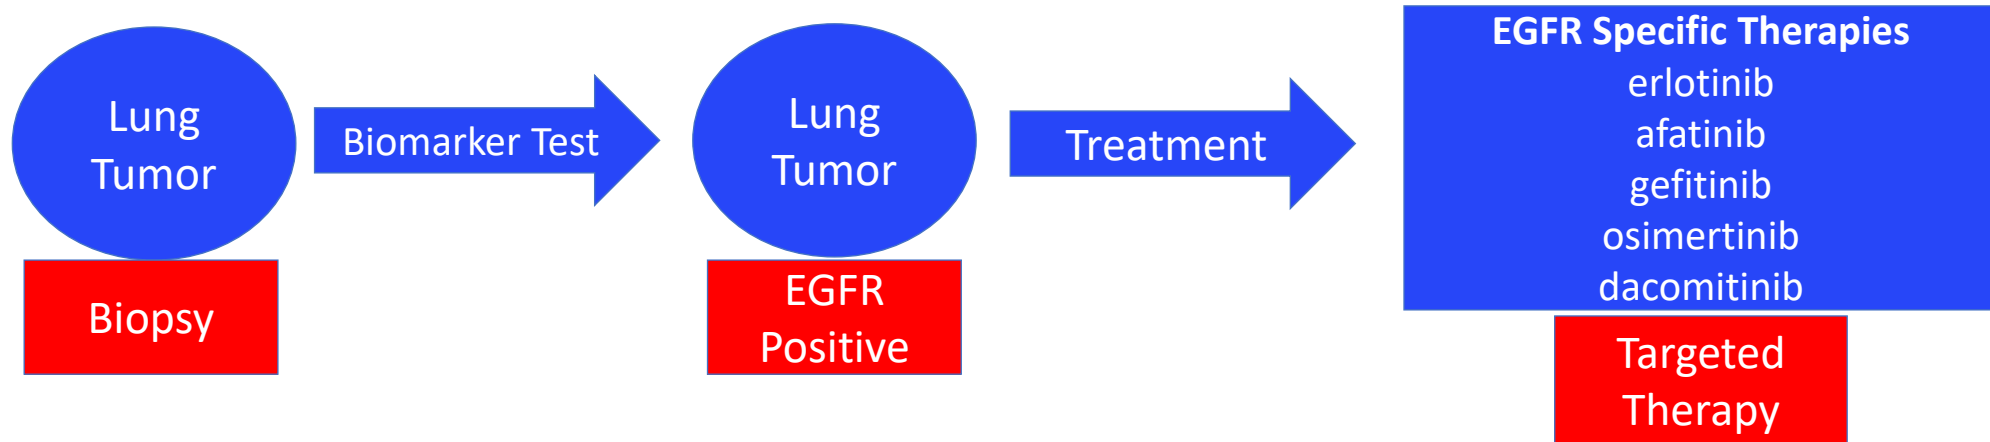 Lung
Tumor
Biopsy
Biomarker Test
Lung
Tumor
EGFR
Positive
Treatment
EGFR Specific Therapies
erlotinib
afatinib
gefitinib
osimertinib
dacomitinib
Targeted
Therapy